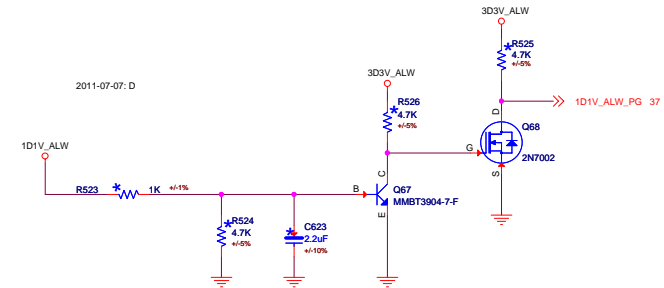 3D3V_ALW
*R525
4.7K
+/-5%
3D3V_ALW
2011-07-07: D
*R526
4.7K
+/-5%
D
1D1V_ALW_PG 37
Q68
G
2N7002
S
1D1V_ALW
C
R523 * 1K +/-1%
B
Q67
MMBT3904-7-F
E
*R524
4.7K
+/-5%
*C623
2.2uF
+/-10%